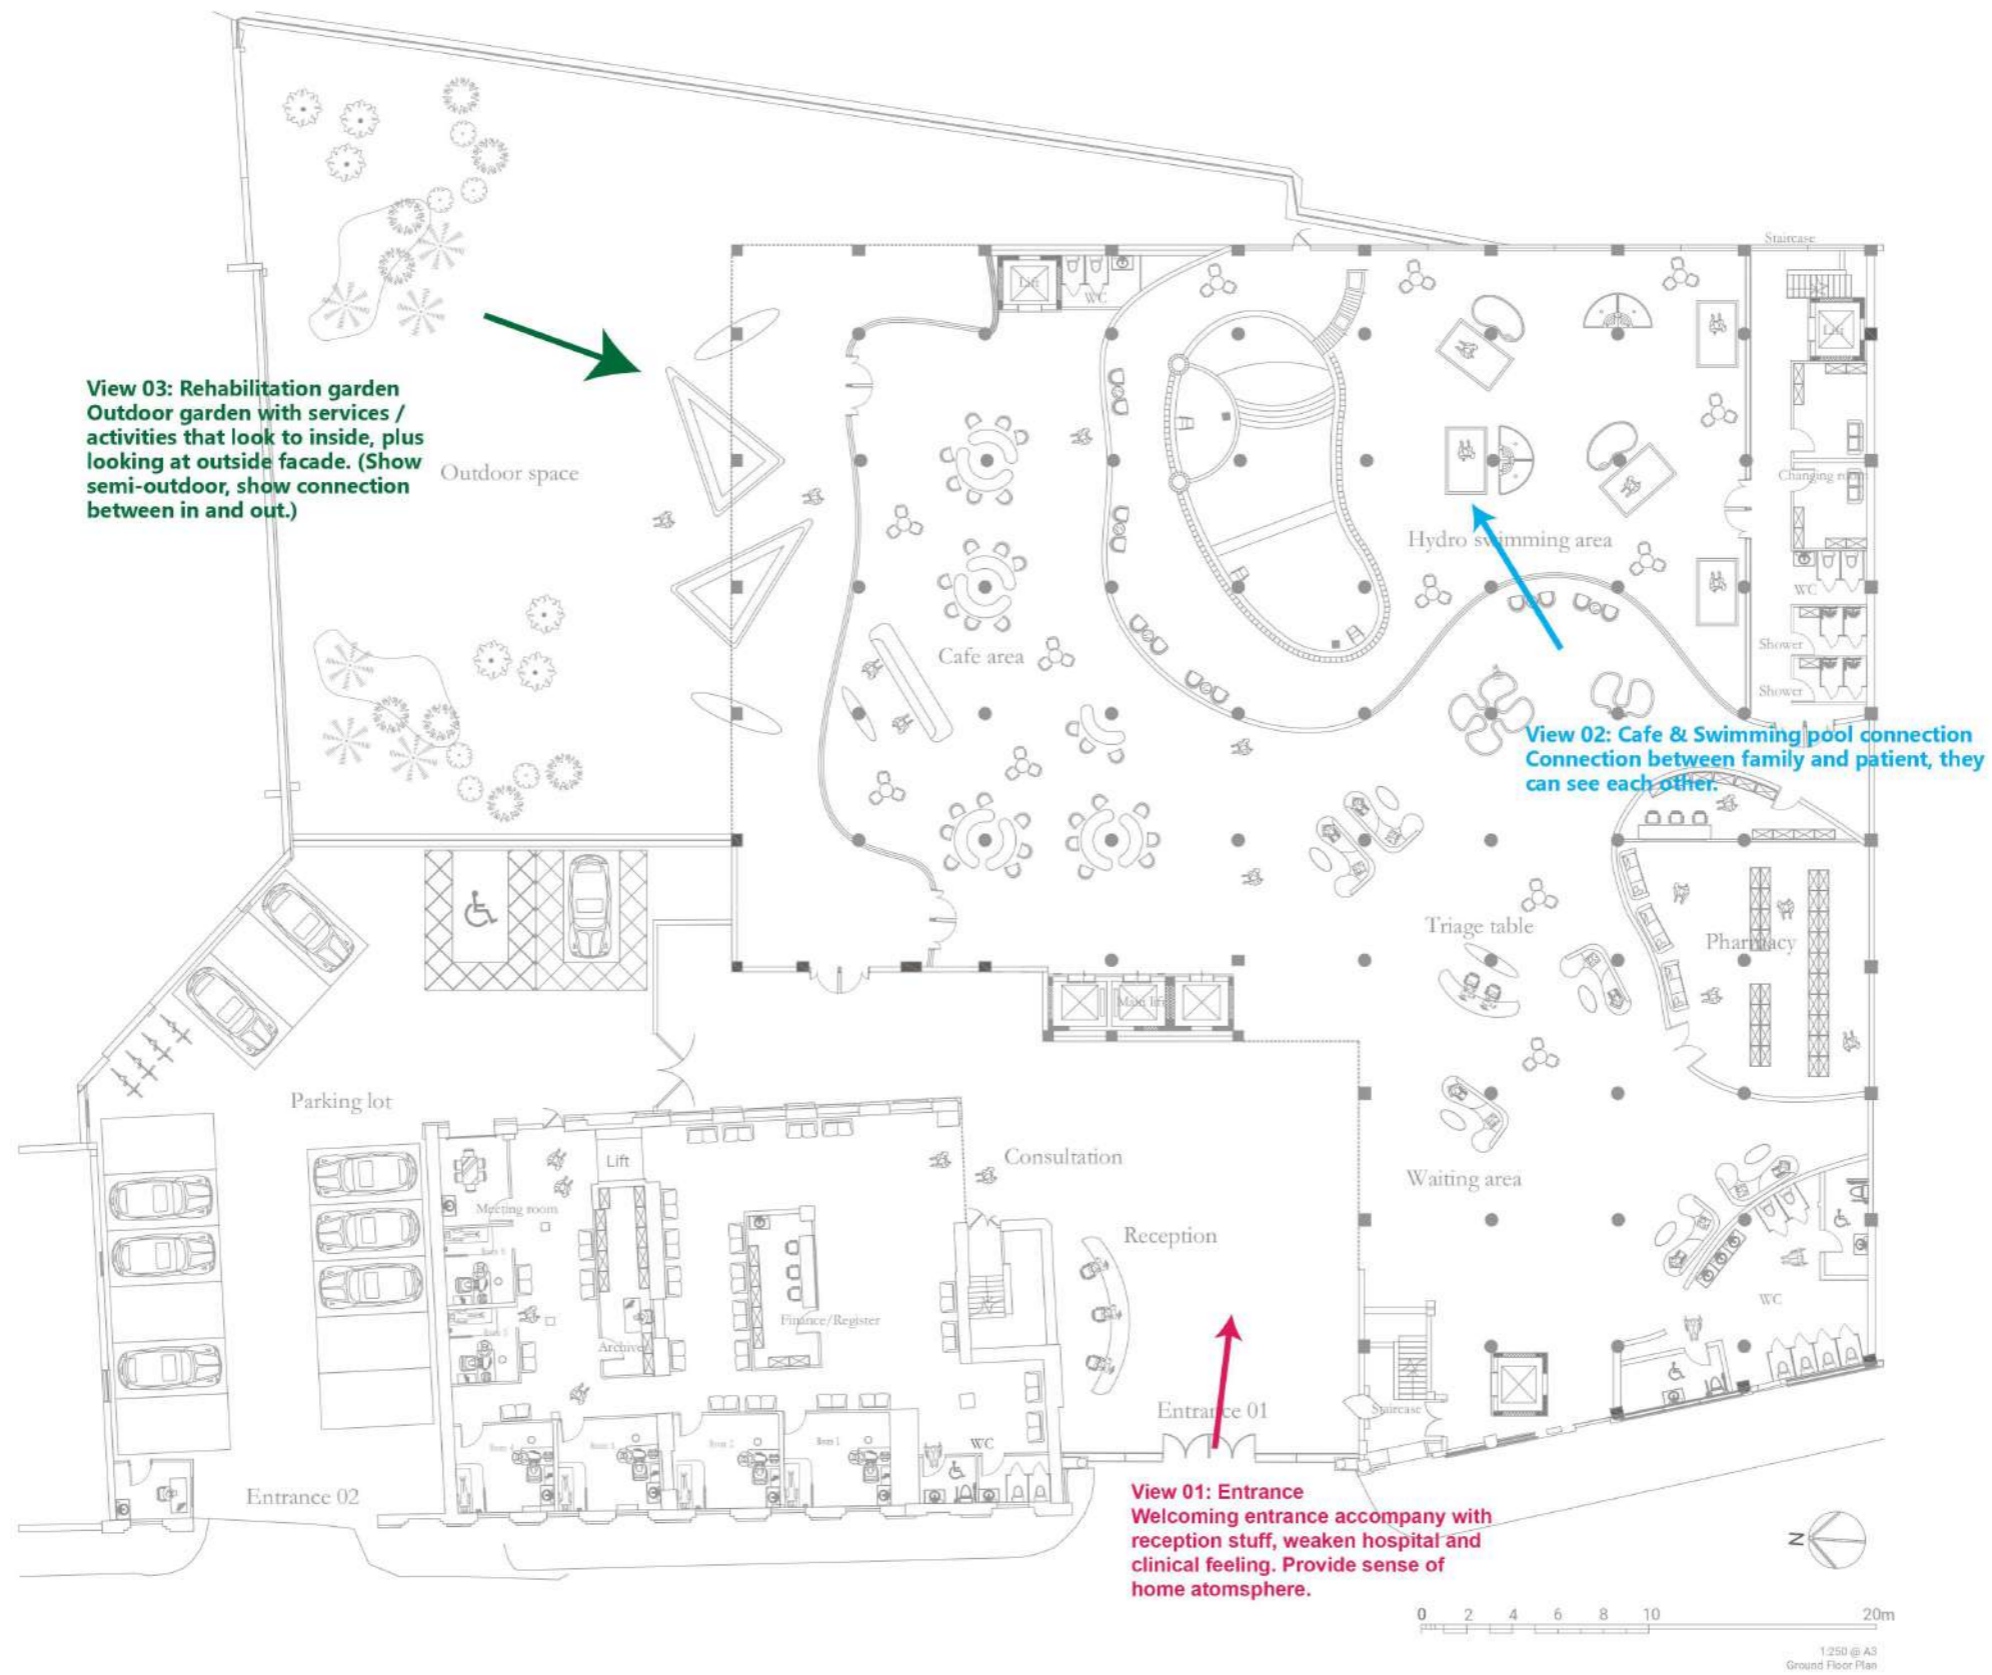 Staircase
Lift
WC
Lift
View 03: Rehabilitation garden
Outdoor garden with services /
activities that look to inside, plus
looking at outside facade. (Show
semi-outdoor, show connection
between in and out.)
Outdoor space
Changing room
Hydro swimming area
WC
Shower
Cafe area
Shower
View 02: Cafe & Swimming pool connection
Connection between family and patient, they
can see each other.
Triage table
Pharmacy
Main lift
Parking lot
Consultation
Lift
Waiting area
Meeting room
Reception
WC
Finance/Register
Archive
Entrance 01
Staircase
WC
Room 1
Entrance 02
View 01: Entrance
Welcoming entrance accompany with
reception stuff, weaken hospital and
clinical feeling. Provide sense of
home atomsphere.
N
0 2 4 6 8 10 20m
1:250 @ A3
Ground Floor Plan